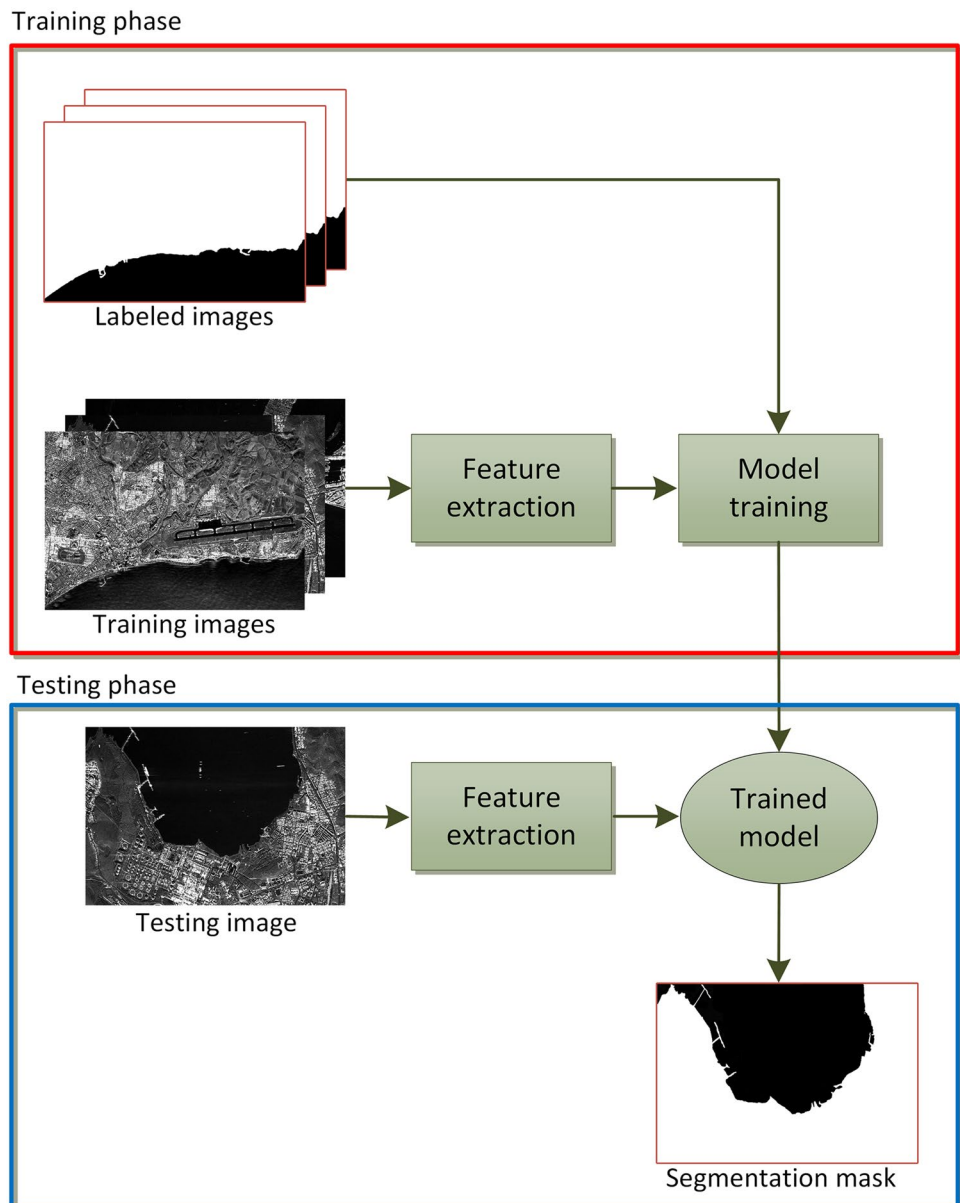 Training phase
Labeled images
Feature
extraction
Model
training
Training images
Testing phase
Feature
extraction
Trained
model
Testing image
Segmentation mask